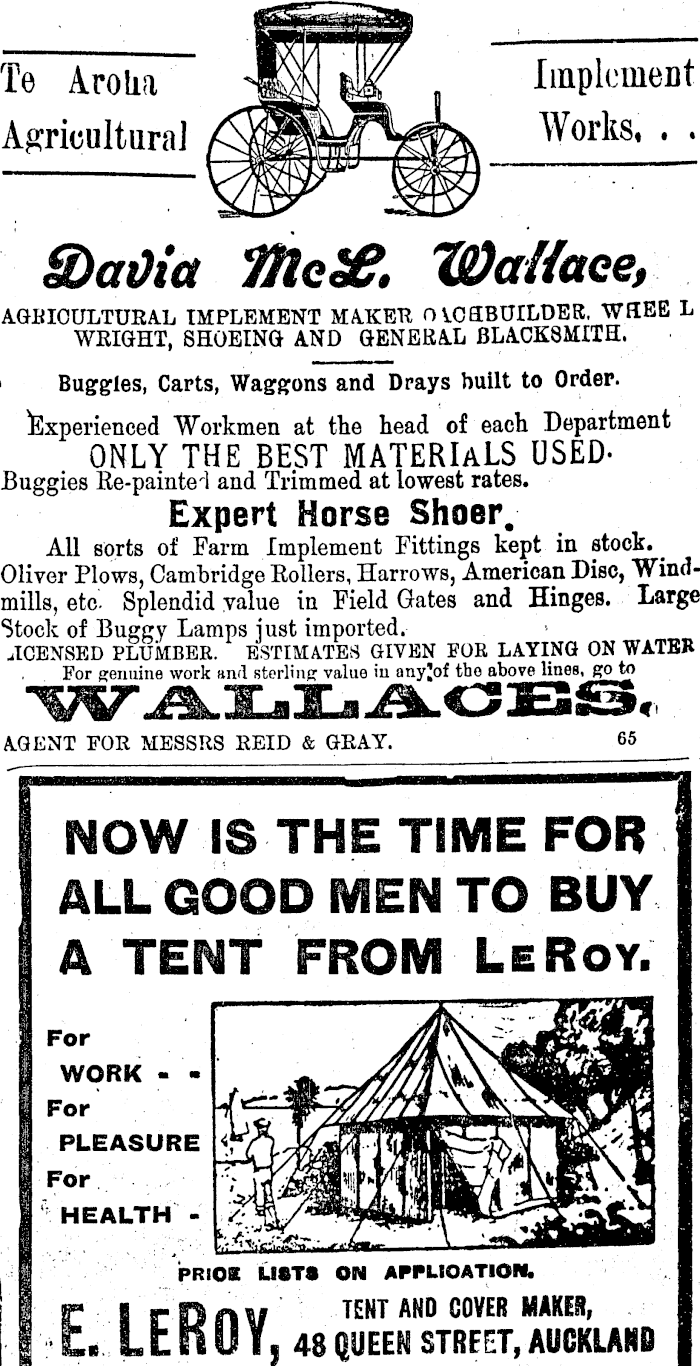 Te Aroha
Agricultural
Implement
Works. . .
David McL. Wallace,
AGRICULTURAL IMPLEMENT MAKER COACHBUILDER, WHEEL
WRIGHT, SHOEING AND GENERAL BLACKSMITH.
Buggies, Carts, Waggons and Drays built to Order.
Experienced Workmen at the head of each Department
ONLY THE BEST MATERIALS USED.
Buggies Re-painted and Trimmed at lowest rates.
Expert Horse Shoer.
All sorts of Farm Implement Fittings kept in stock.
Oliver Plows, Cambridge Rollers, Harrows, American Disc, Wind-
mills, etc. Splendid value in Field Gates and Hinges. Large
Stock of Buggy Lamps just imported.
LICENSED PLUMBER. ESTIMATES GIVEN FOR LAYING ON WATER
For genuine work and sterling value in any of the above lines, go to
WALLACES.
AGENT FOR MESSRS REID & GRAY. 65
NOW IS THE TIME FOR
ALL GOOD MEN TO BUY
A TENT FROM LEROY.
For
WORK - -
For
PLEASURE
For
HEALTH -
PRICE LISTS ON APPLICATION.
E. LEROY,
TENT AND COVER MAKER,
48 QUEEN STREET, AUCKLAND